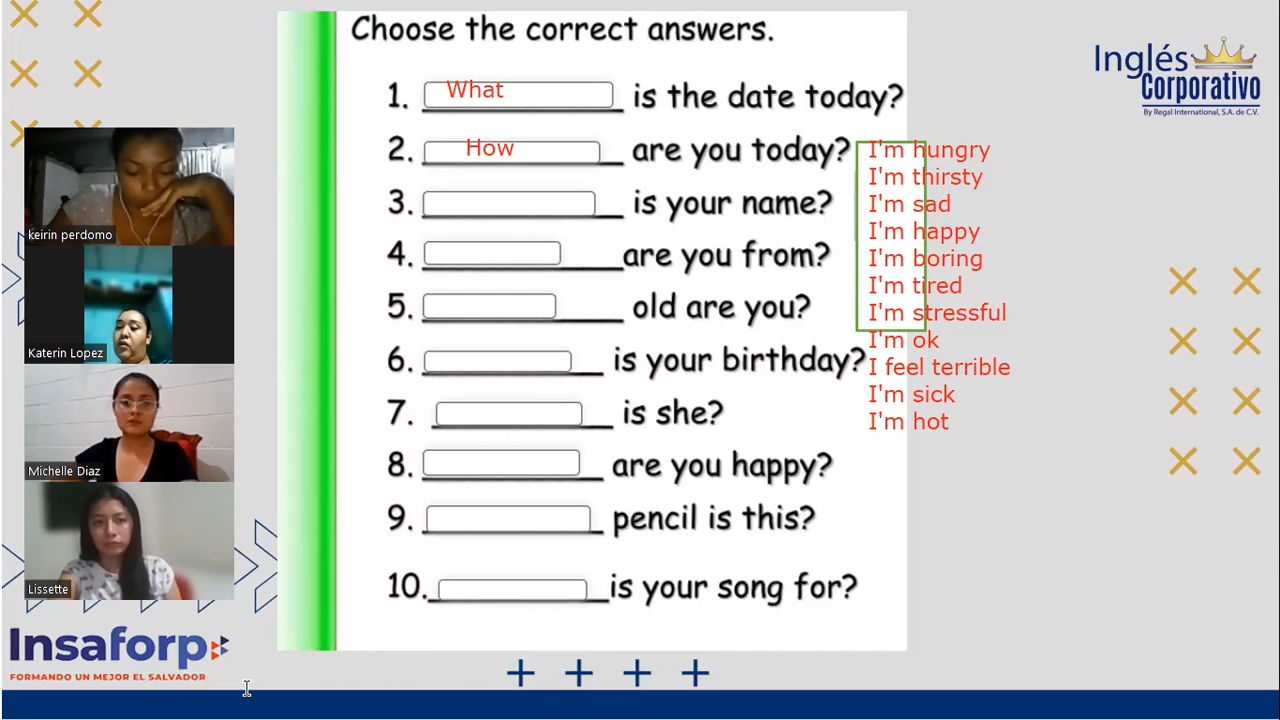 Choose the correct answers.
1. What is the date today?
2. How are you today?
3. is your name?
4. are you from?
5. old are you?
6. is your birthday?
7. is she?
8. are you happy?
9. pencil is this?
10. is your song for?
I'm hungry
I'm thirsty
I'm sad
I'm happy
I'm boring
I'm tired
I'm stressful
I'm ok
I feel terrible
I'm sick
I'm hot
Inglés
Corporativo
By Regal International, S.A. de C.V.
keirin perdomo
Katerin Lopez
Michelle Diaz
Lissette
Insaforp
FORMANDO UN MEJOR EL SALVADOR